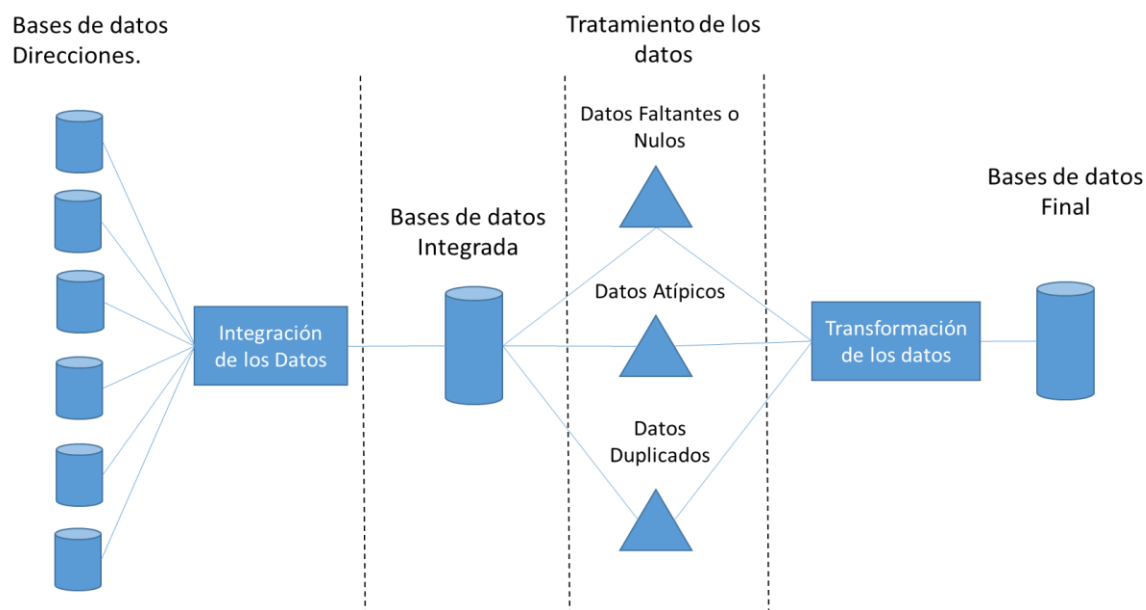 Bases de datos
Direcciones.
Integración
de los Datos
Bases de datos
Integrada
Tratamiento de los
datos
Datos Faltantes o
Nulos
Datos Atípicos
Datos
Duplicados
Transformación
de los datos
Bases de datos
Final